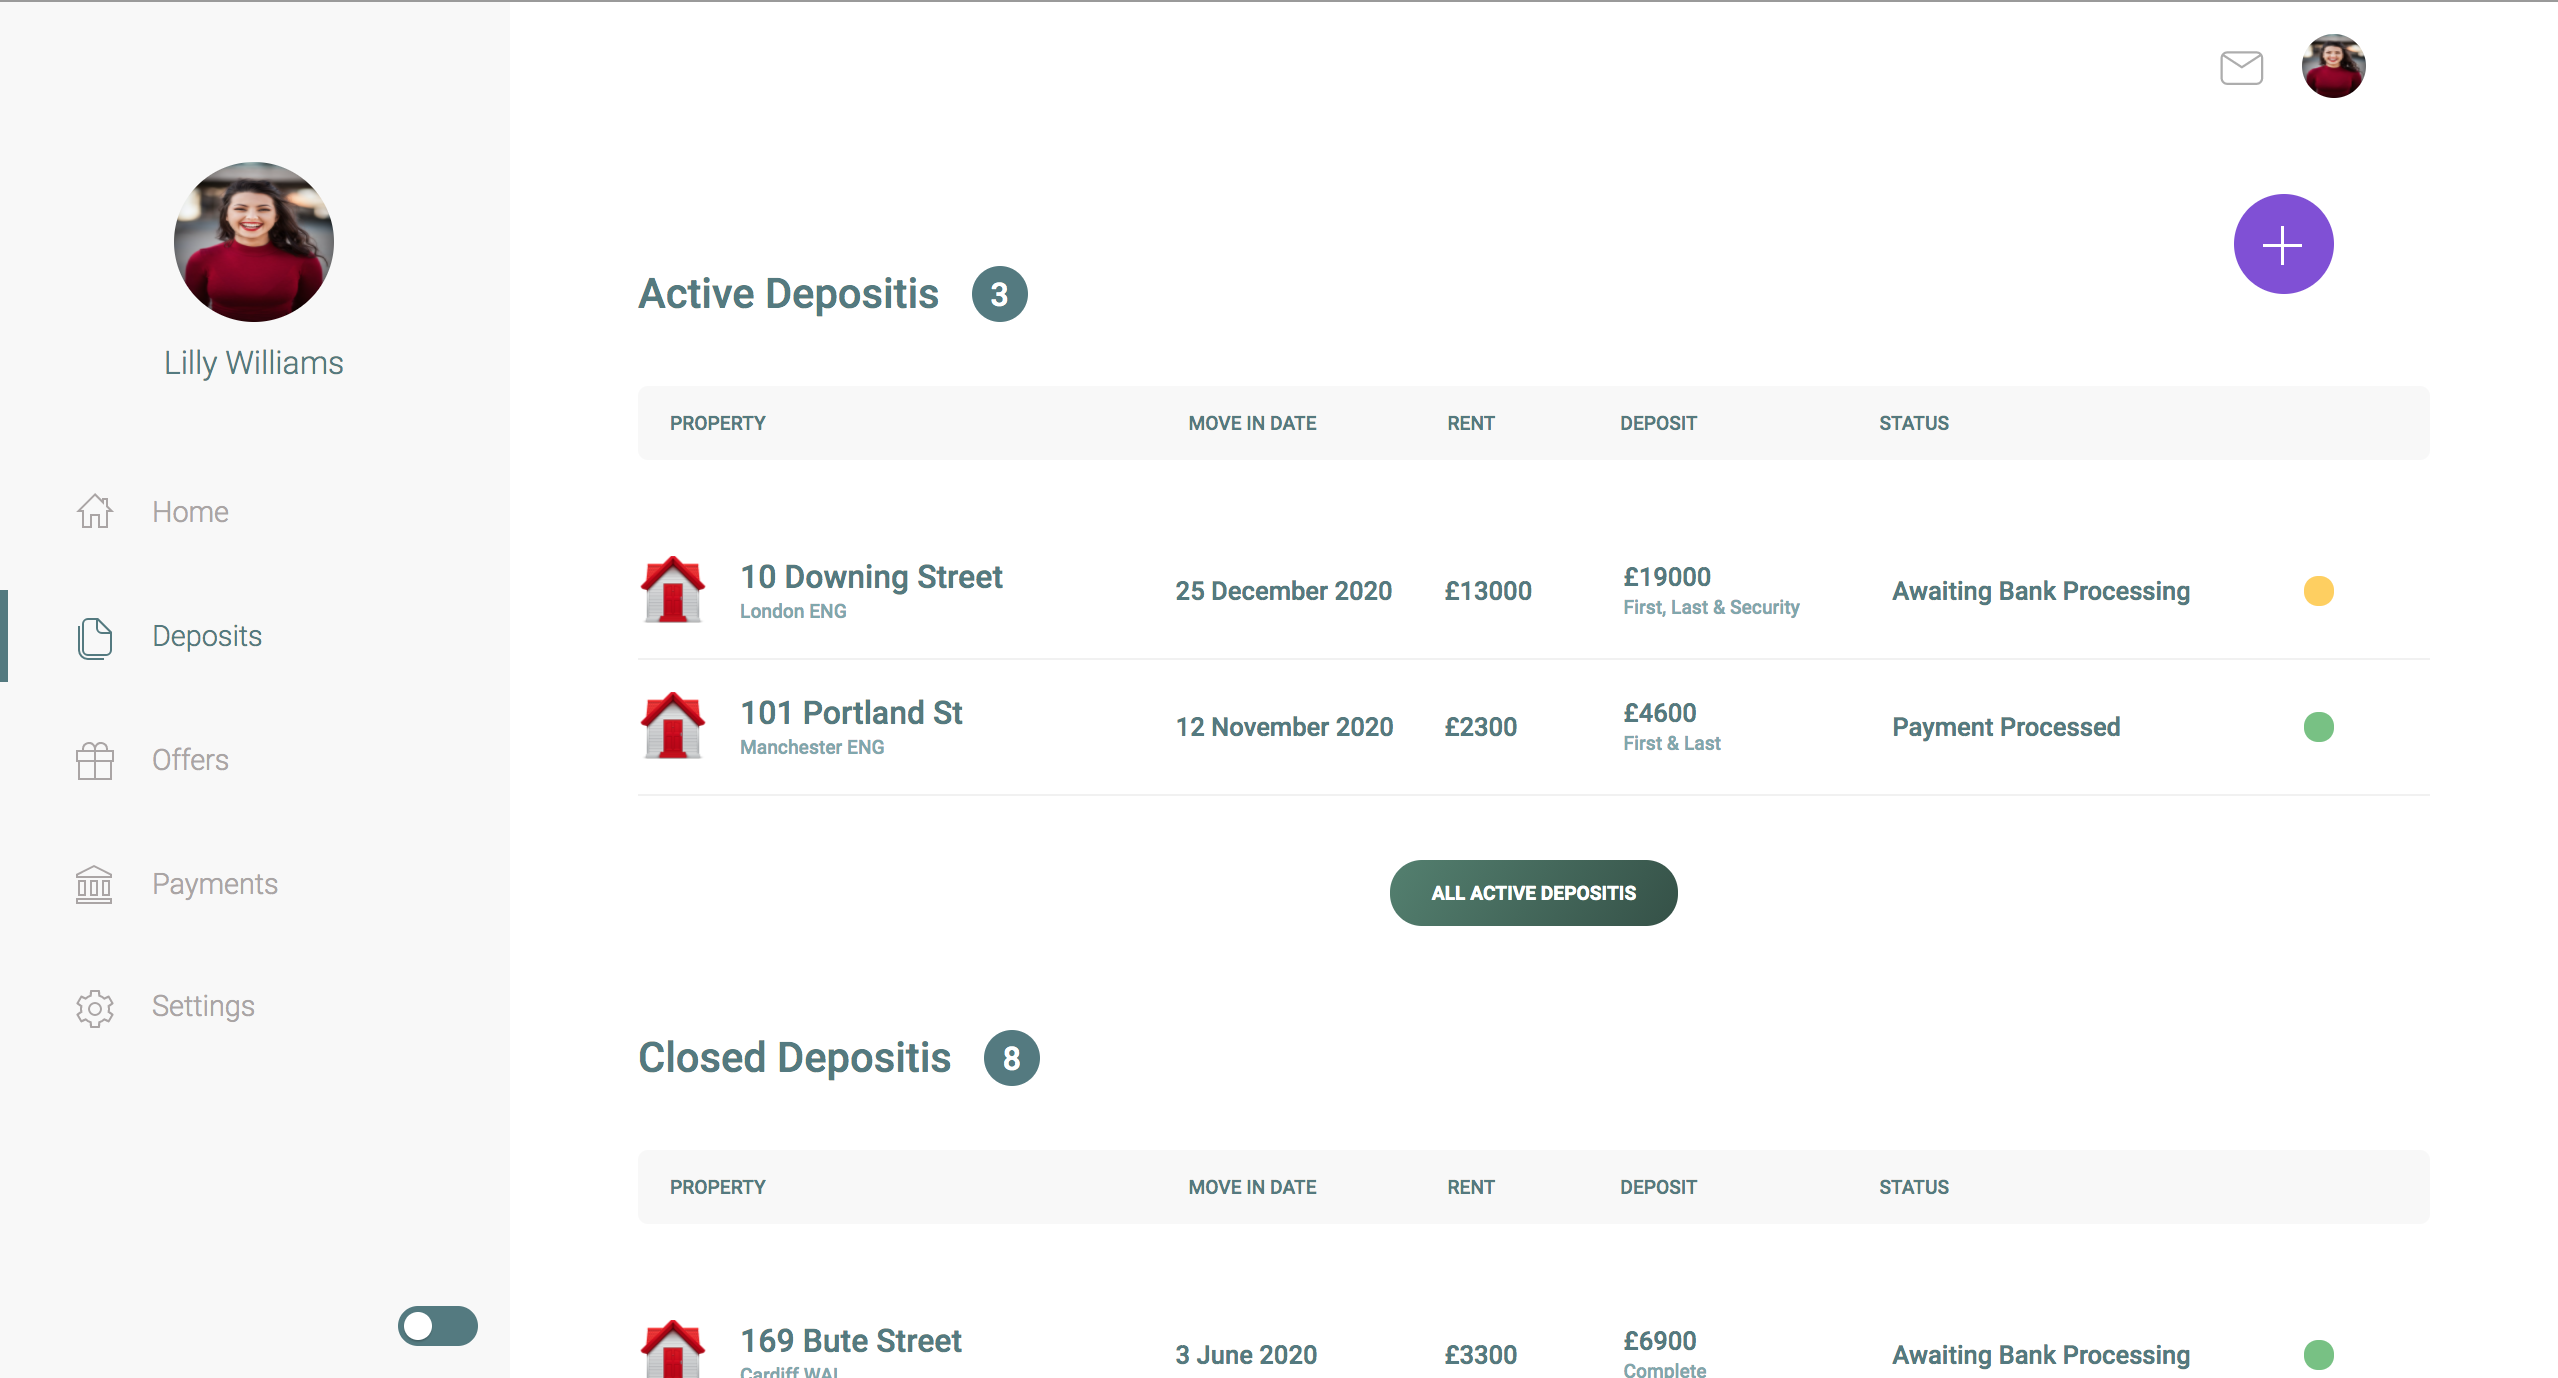 Lilly Williams
Home
Deposits
Offers
Payments
Settings
Active Depositis 3
PROPERTY MOVE IN DATE RENT DEPOSIT STATUS
10 Downing Street
London ENG
25 December 2020
£13000
£19000
First, Last & Security
Awaiting Bank Processing
101 Portland St
Manchester ENG
12 November 2020
£2300
£4600
First & Last
Payment Processed
ALL ACTIVE DEPOSITIS
Closed Depositis 8
PROPERTY MOVE IN DATE RENT DEPOSIT STATUS
169 Bute Street
Cardiff WAL
3 June 2020
£3300
£6900
Complete
Awaiting Bank Processing